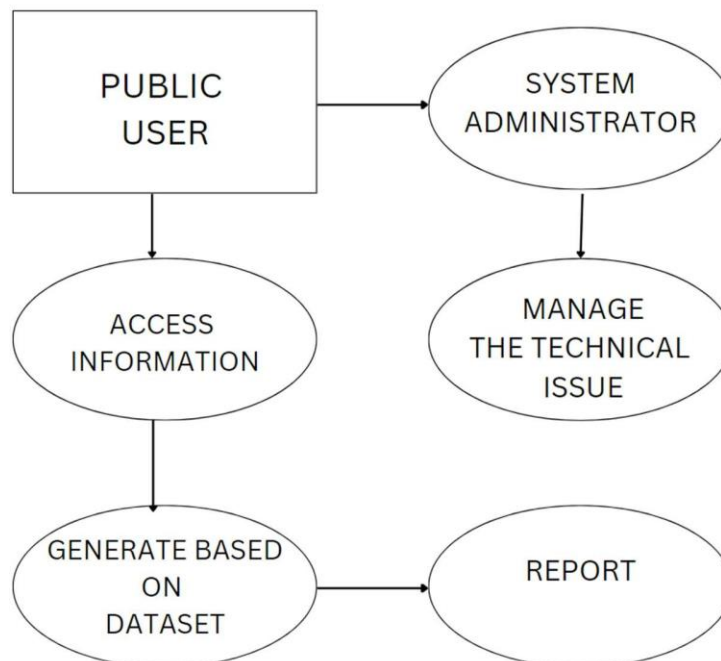 PUBLIC
USER
SYSTEM
ADMINISTRATOR
ACCESS
INFORMATION
MANAGE
THE TECHNICAL
ISSUE
GENERATE BASED
ON
DATASET
REPORT